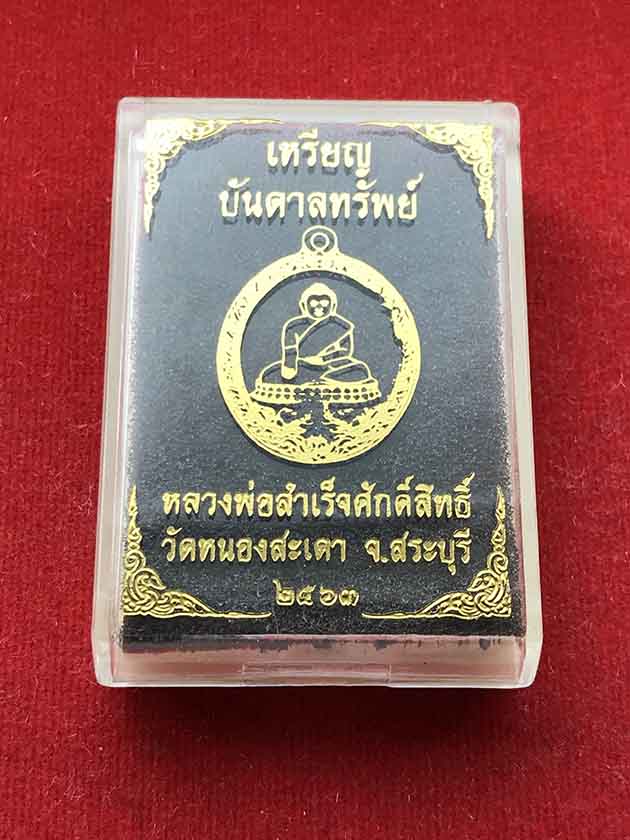 เหรียญ
บันดาลทรัพย์
หลวงพ่อสำเร็จศักดิ์สิทธิ์
วัดหนองสะเดา จ.สระบุรี
๒๕๖๓